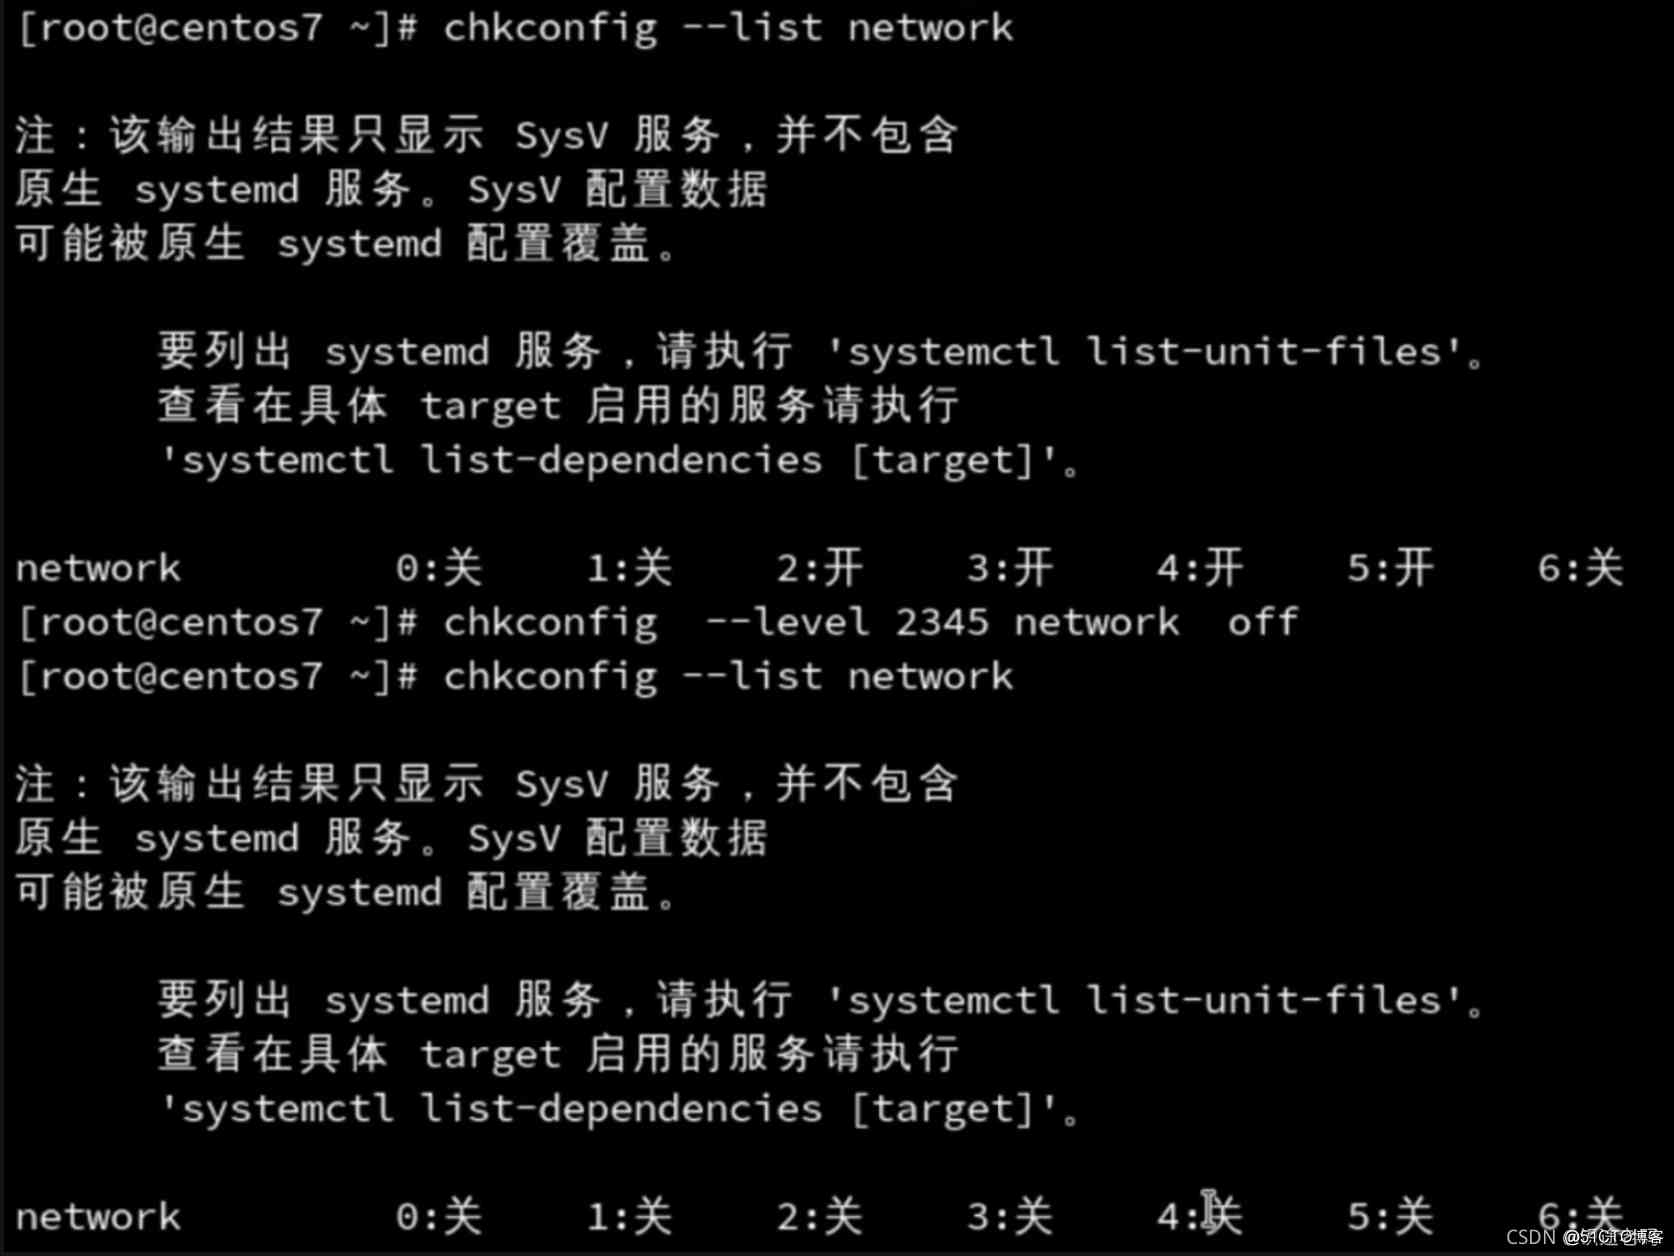 [root@centos7 ~]# chkconfig --list network
注：该输出结果只显示 SysV 服务，并不包含
原生 systemd 服务。SysV 配置数据
可能被原生 systemd 配置覆盖。
要列出 systemd 服务，请执行 'systemctl list-unit-files'。
查看在具体 target 启用的服务请执行
'systemctl list-dependencies [target]'。
network 0:关 1:关 2:开 3:开 4:开 5:开 6:关
[root@centos7 ~]# chkconfig  --level 2345 network  off
[root@centos7 ~]# chkconfig --list network
注：该输出结果只显示 SysV 服务，并不包含
原生 systemd 服务。SysV 配置数据
可能被原生 systemd 配置覆盖。
要列出 systemd 服务，请执行 'systemctl list-unit-files'。
查看在具体 target 启用的服务请执行
'systemctl list-dependencies [target]'。
network 0:关 1:关 2:关 3:关 4:关 5:关 6:关
CSDN @51CTO博客